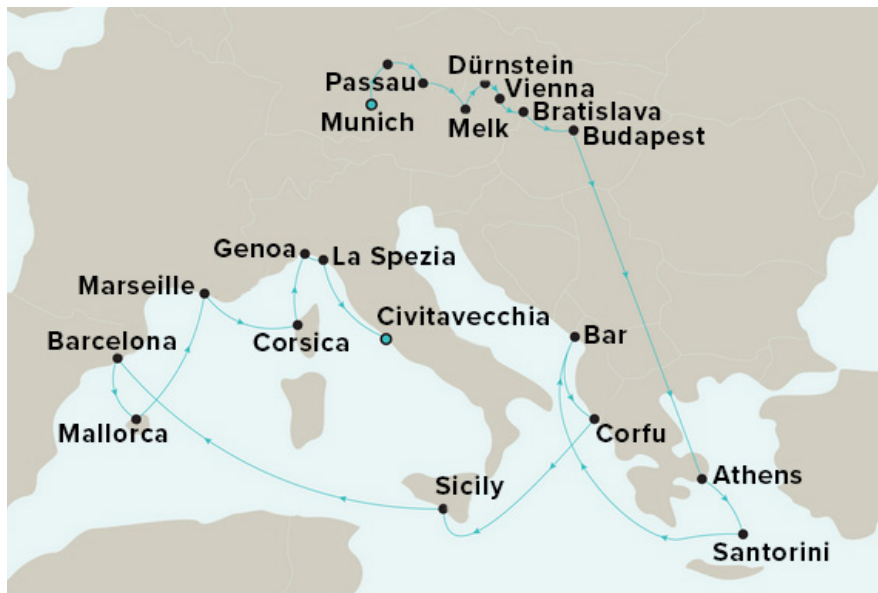 Dürnstein
Passau
Vienna
Munich
Melk
Bratislava
Budapest
Genoa
La Spezia
Marseille
Civitavecchia
Barcelona
Corsica
Bar
Mallorca
Corfu
Sicily
Athens
Santorini